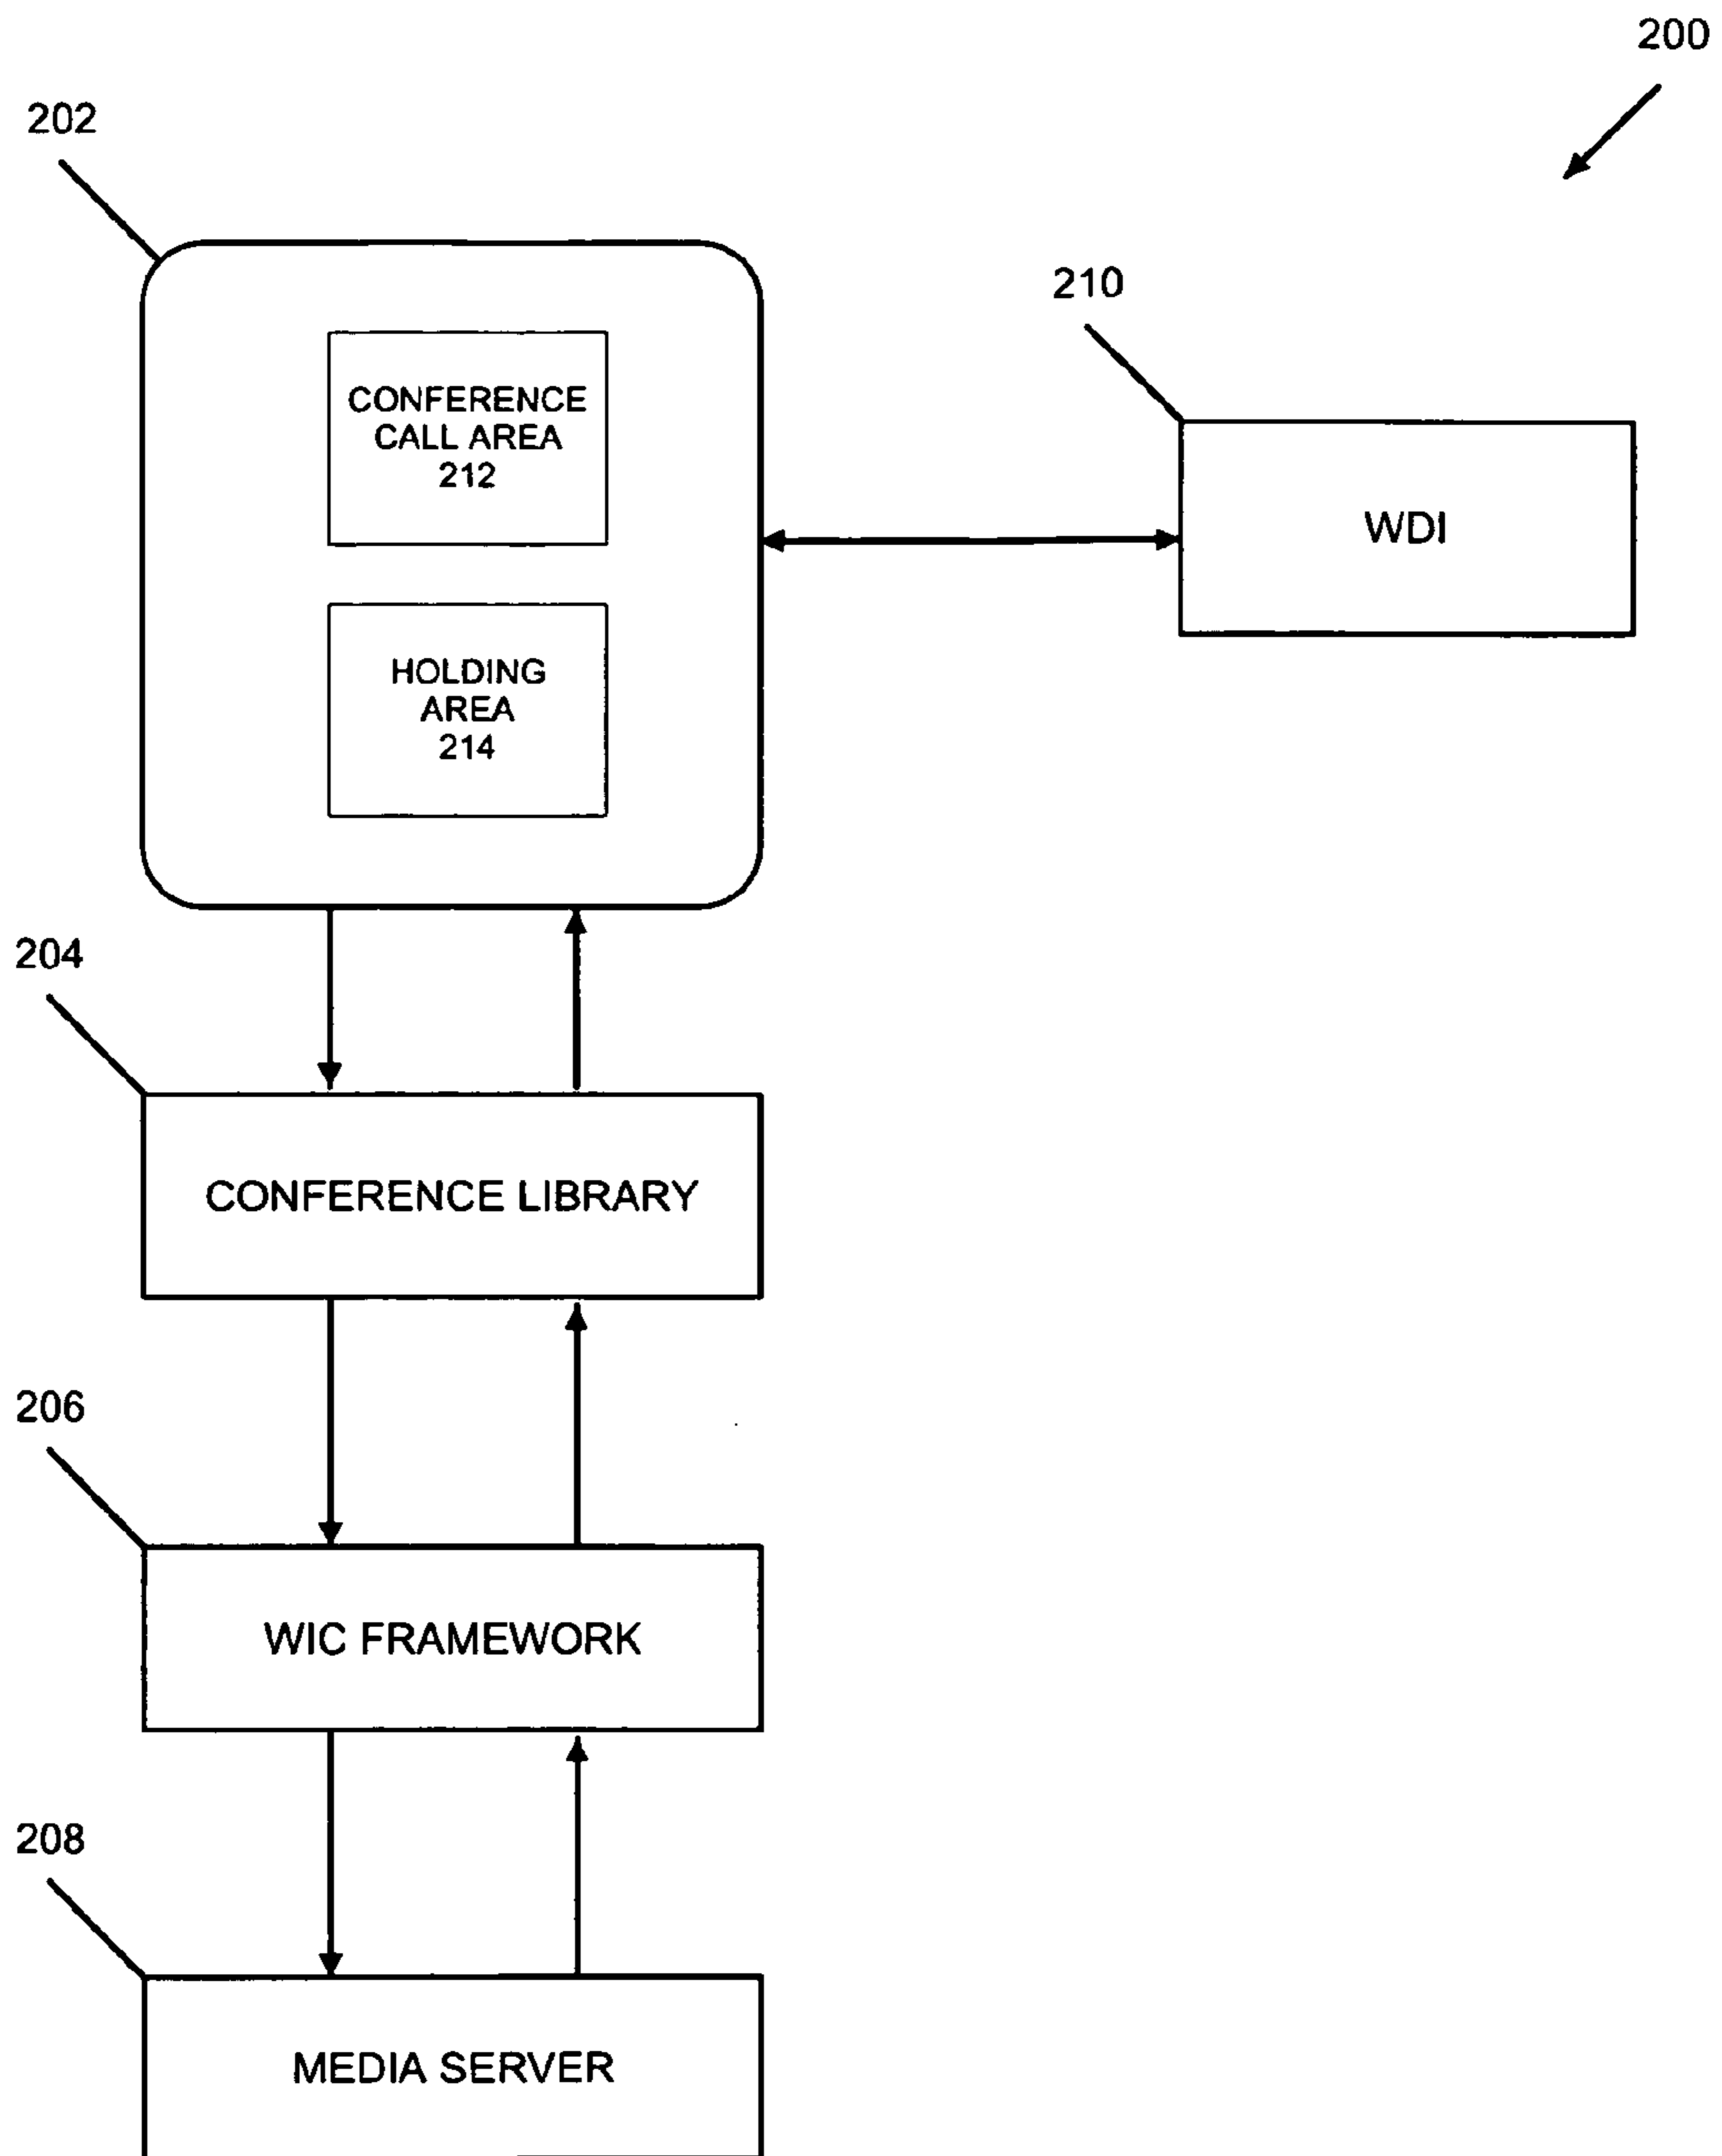 200
202
210
CONFERENCE
CALL AREA
212
WDI
HOLDING
AREA
214
204
CONFERENCE LIBRARY
206
WIC FRAMEWORK
208
MEDIA SERVER